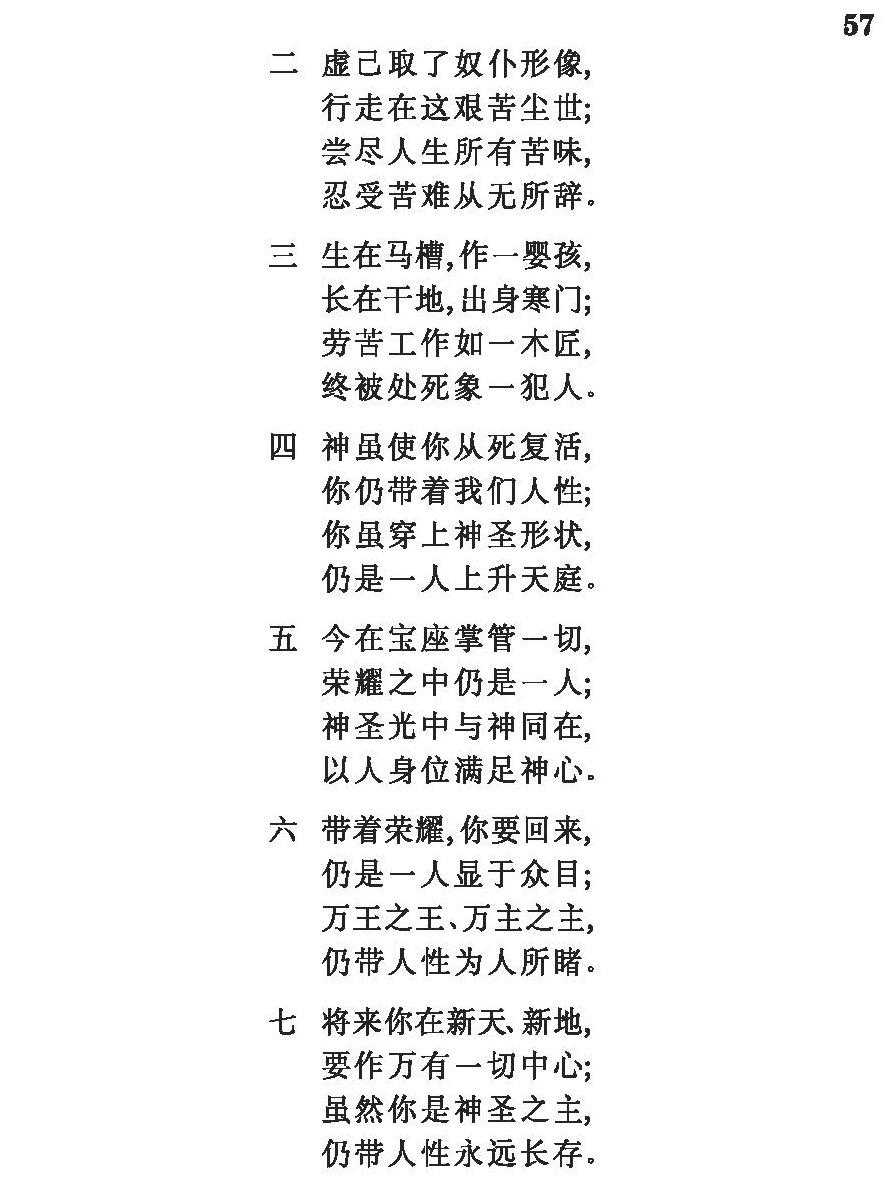 57
二 虚己取了奴仆形像,
行走在这艰苦尘世;
尝尽人生所有苦味,
忍受苦难从无所辞。
三 生在马槽,作一婴孩,
长在干地,出身寒门;
劳苦工作如一木匠,
终被处死象一犯人。
四 神虽使你从死复活,
你仍带着我们人性;
你虽穿上神圣形状,
仍是一人上升天庭。
五 今在宝座掌管一切,
荣耀之中仍是一人;
神圣光中与神同在,
以人身位满足神心。
六 带着荣耀,你要回来,
仍是一人显于众目;
万王之王、万主之主,
仍带人性为人所睹。
七 将来你在新天、新地,
要作万有一切中心;
虽然你是神圣之主,
仍带人性永远长存。